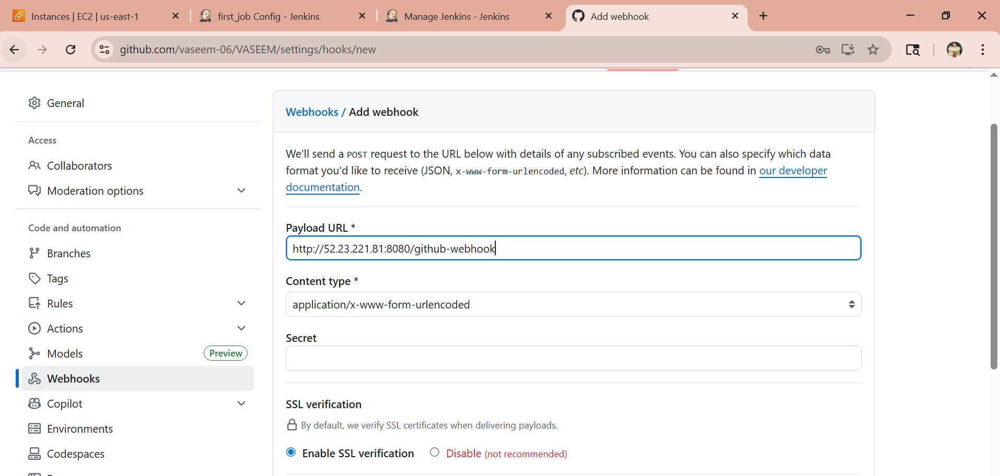 Instances | EC2 | us-east-1
first_job Config - Jenkins
Manage Jenkins - Jenkins
Add webhook
github.com/vaseem-06/VASEEM/settings/hooks/new
General
Access
Collaborators
Moderation options
Code and automation
Branches
Tags
Rules
Actions
Models
Preview
Webhooks
Copilot
Environments
Codespaces
Webhooks / Add webhook
We'll send a POST request to the URL below with details of any subscribed events. You can also specify which data
format you'd like to receive (JSON, x-www-form-urlencoded, etc). More information can be found in our developer
documentation.
Payload URL *
http://52.23.221.81:8080/github-webhook
Content type *
application/x-www-form-urlencoded
Secret
SSL verification
By default, we verify SSL certificates when delivering payloads.
Enable SSL verification
Disable (not recommended)